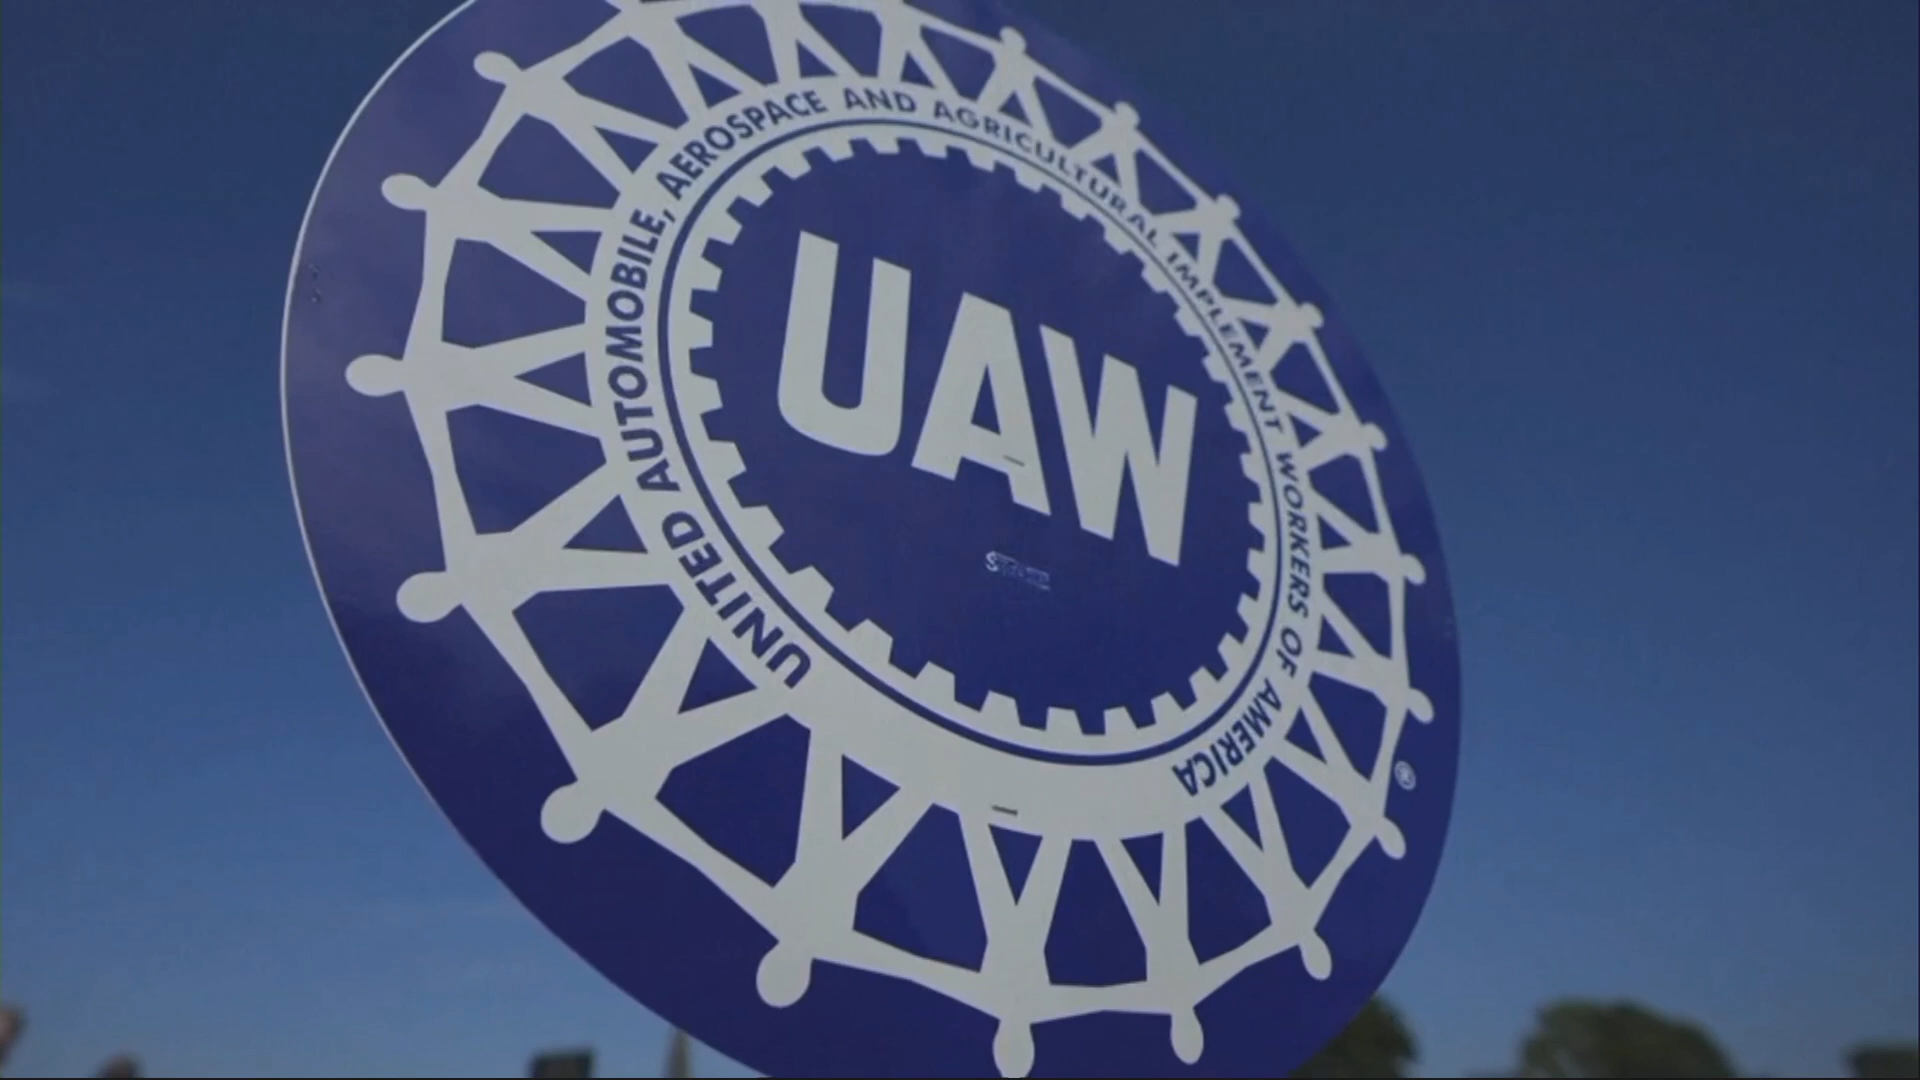 UNITED AUTOMOBILE, AEROSPACE AND AGRICULTURAL IMPLEMENT WORKERS OF AMERICA
UAW
®